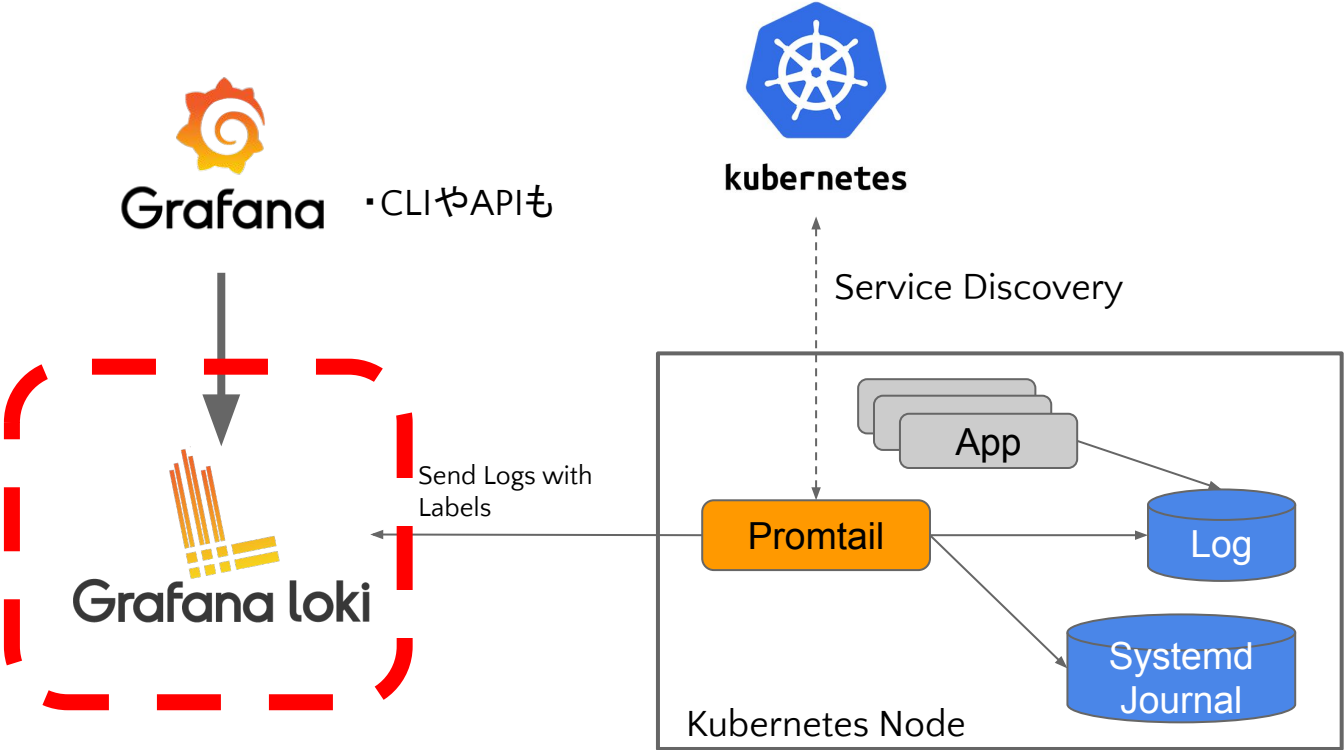 kubernetes
Grafana
・CLIやAPIも
Service Discovery
App
Send Logs with
Labels
Promtail
Log
Grafana loki
Systemd
Journal
Kubernetes Node